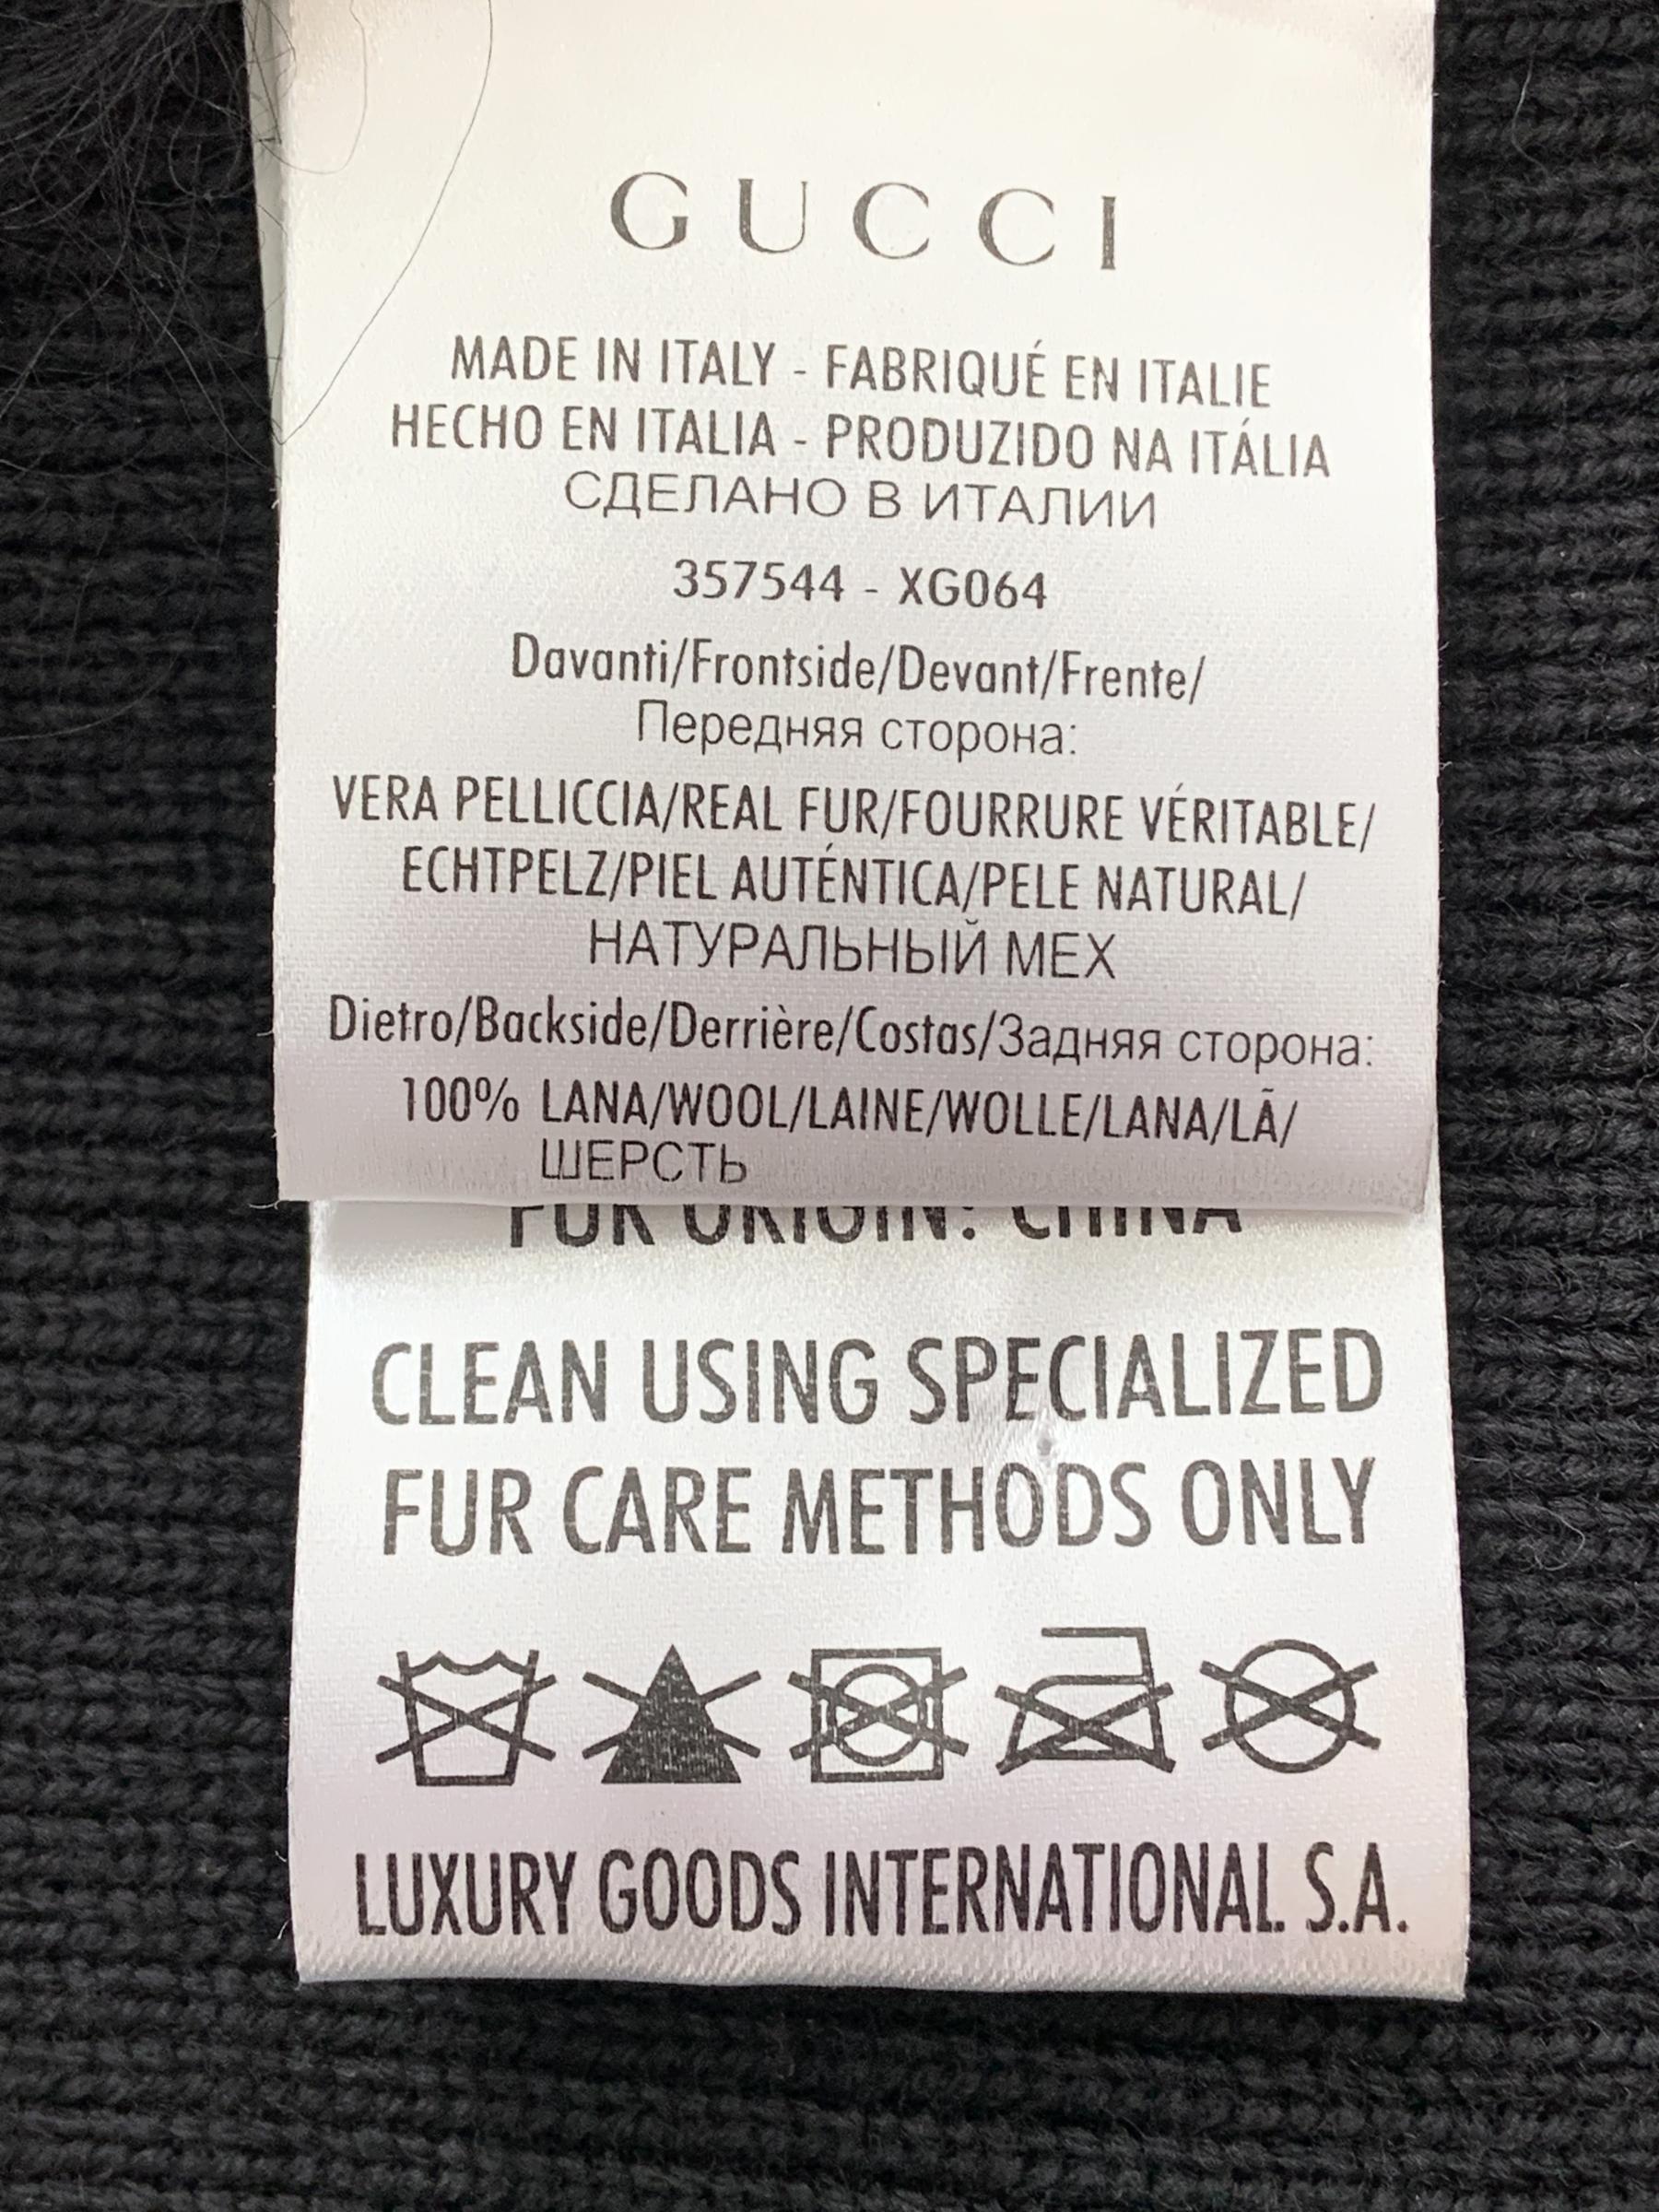 GUCCI
MADE IN ITALY - FABRIQUÉ EN ITALIE
HECHO EN ITALIA - PRODUZIDO NA ITÁLIA
СДЕЛАНО В ИТАЛИИ
357544 - XG064
Davanti/Frontside/Devant/Frente/
Передняя сторона:
VERA PELLICCIA/REAL FUR/FOURRURE VÉRITABLE/
ECHTPELZ/PIEL AUTÉNTICA/PELE NATURAL/
НАТУРАЛЬНЫЙ МЕХ
Dietro/Backside/Derrière/Costas/Задняя сторона:
100% LANA/WOOL/LAINE/WOLLE/LANA/LÃ/
ШЕРСТЬ
FUR ORIGIN: CHINA
CLEAN USING SPECIALIZED
FUR CARE METHODS ONLY
LUXURY GOODS INTERNATIONAL S.A.